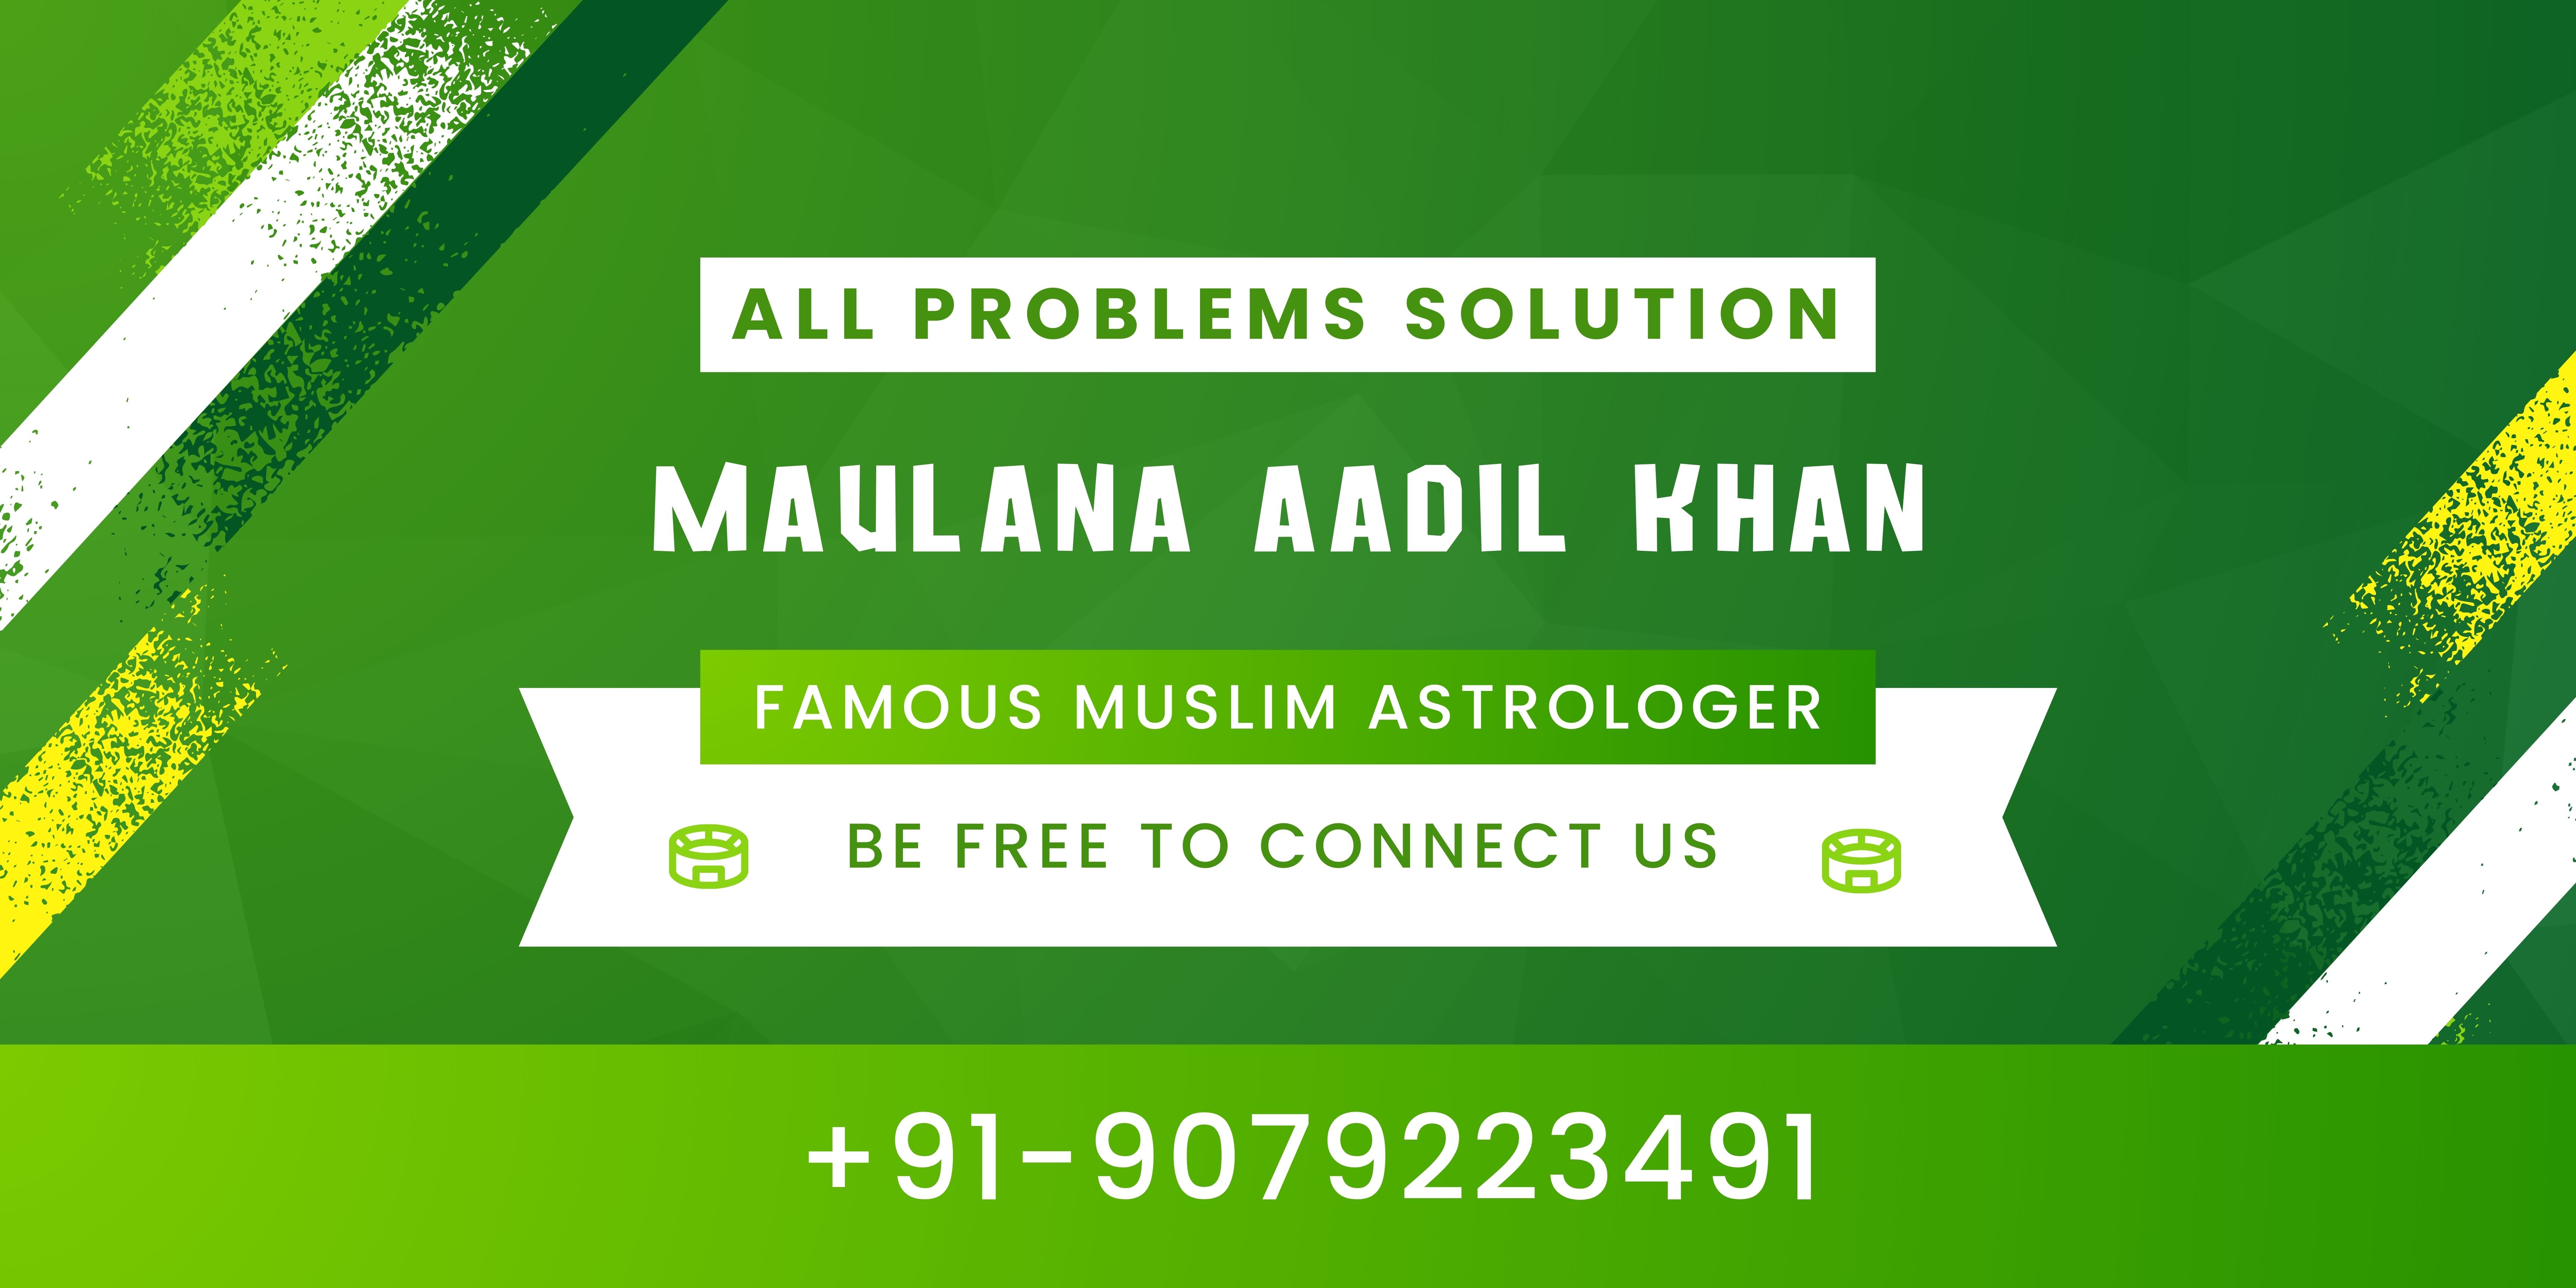 ALL PROBLEMS SOLUTION
MAULANA AADIL KHAN
FAMOUS MUSLIM ASTROLOGER
BE FREE TO CONNECT US
+91-9079223491